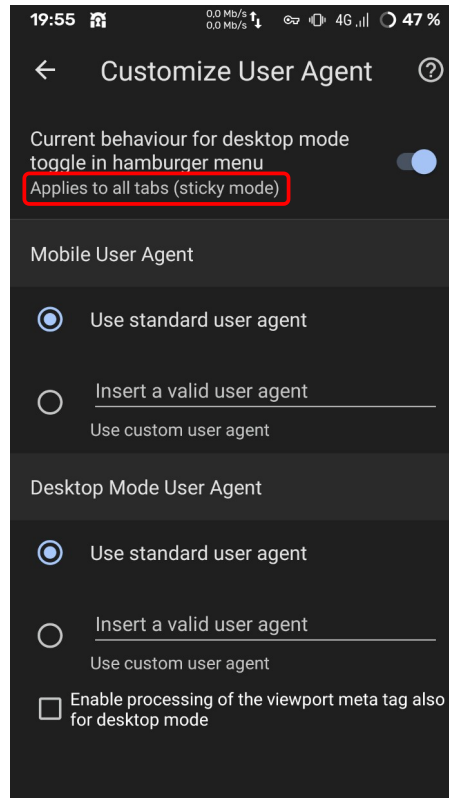 19:55 0,0 Mb/s 4G 47 %
0,0 Mb/s
Customize User Agent
Current behaviour for desktop mode
toggle in hamburger menu
Applies to all tabs (sticky mode)
Mobile User Agent
Use standard user agent
Insert a valid user agent
Use custom user agent
Desktop Mode User Agent
Use standard user agent
Insert a valid user agent
Use custom user agent
Enable processing of the viewport meta tag also
for desktop mode